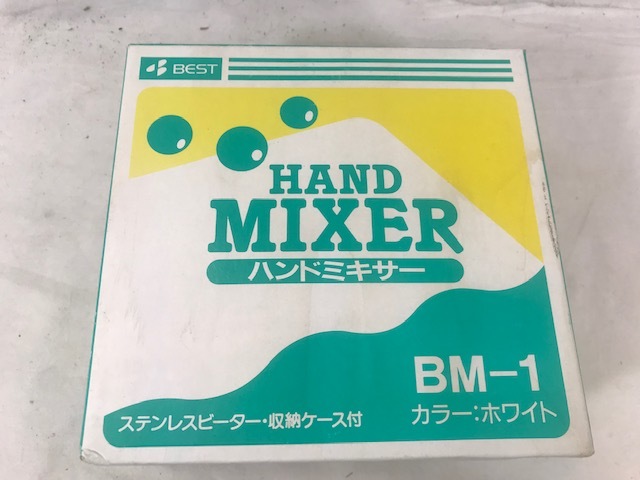 BEST
HAND
MIXER
ハンドミキサー
BM-1
ステンレスビーター・収納ケース付
カラー:ホワイト